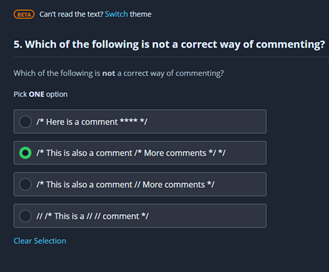 BETA Can't read the text? Switch theme
5. Which of the following is not a correct way of commenting?
Which of the following is not a correct way of commenting?
Pick ONE option
/* Here is a comment **** */
/* This is also a comment /* More comments */ */
/* This is also a comment // More comments */
// /* This is a // // comment */
Clear Selection